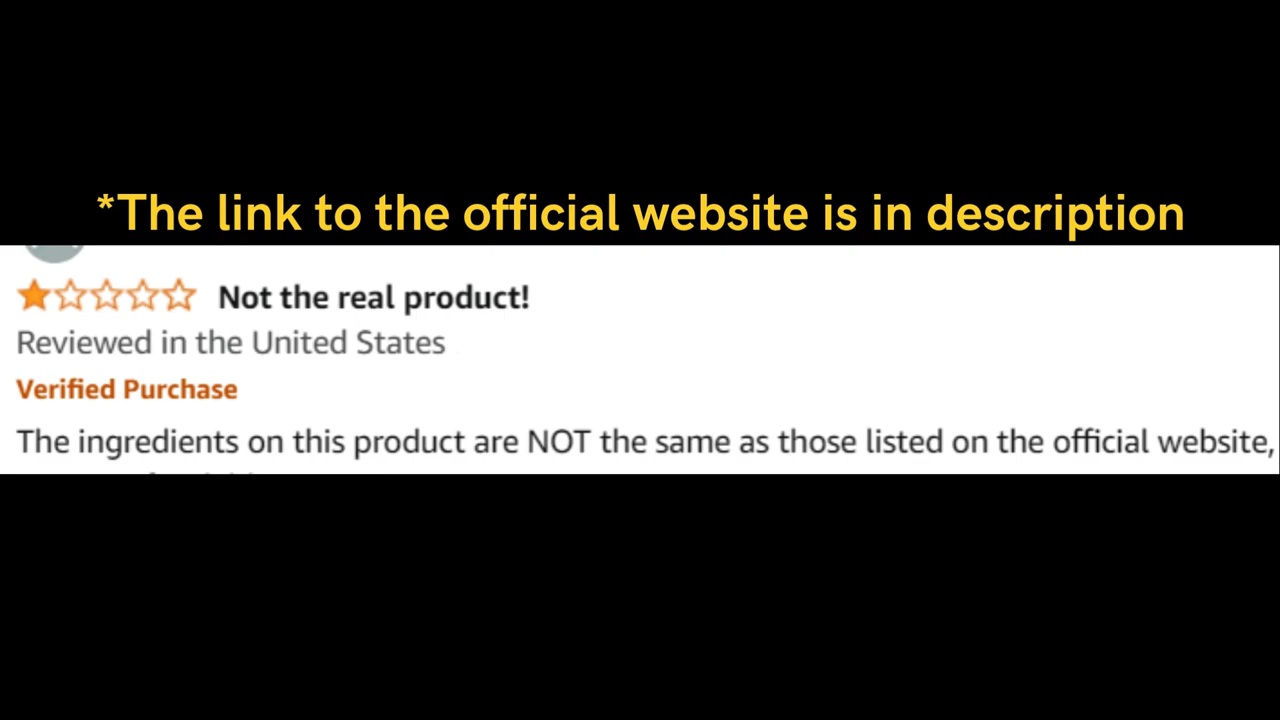 *The link to the official website is in description
Not the real product!
Reviewed in the United States
Verified Purchase
The ingredients on this product are NOT the same as those listed on the official website,